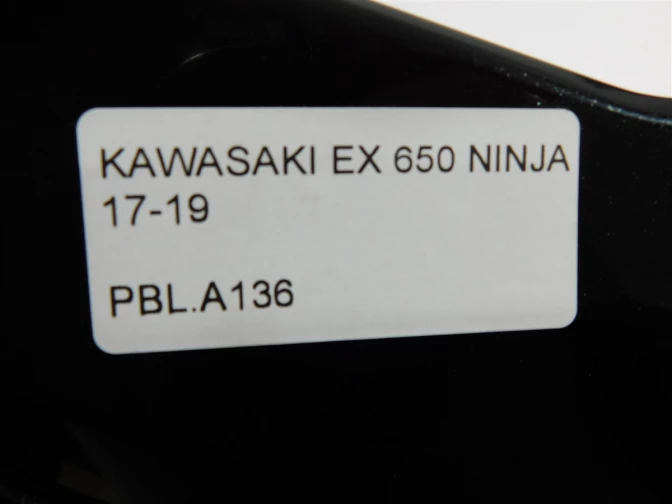 KAWASAKI EX 650 NINJA
17-19
PBL.A136